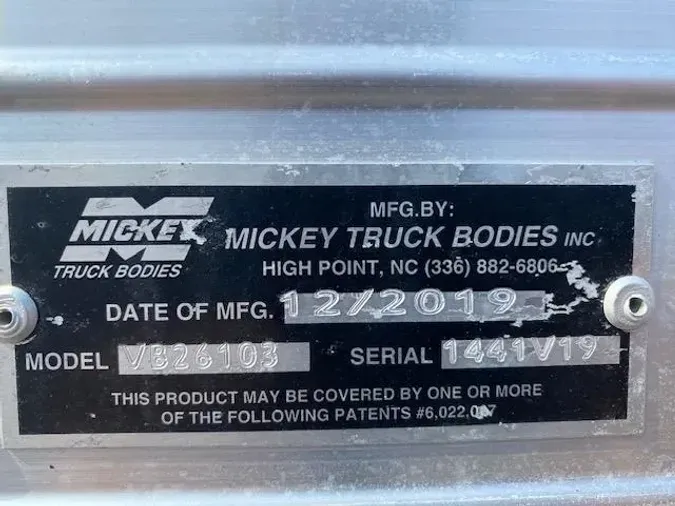 MICKEY
TRUCK BODIES
MFG.BY:
MICKEY TRUCK BODIES INC
HIGH POINT, NC (336) 882-6806
DATE OF MFG. 12/2019
MODEL VB26103 SERIAL 1441V19
THIS PRODUCT MAY BE COVERED BY ONE OR MORE
OF THE FOLLOWING PATENTS